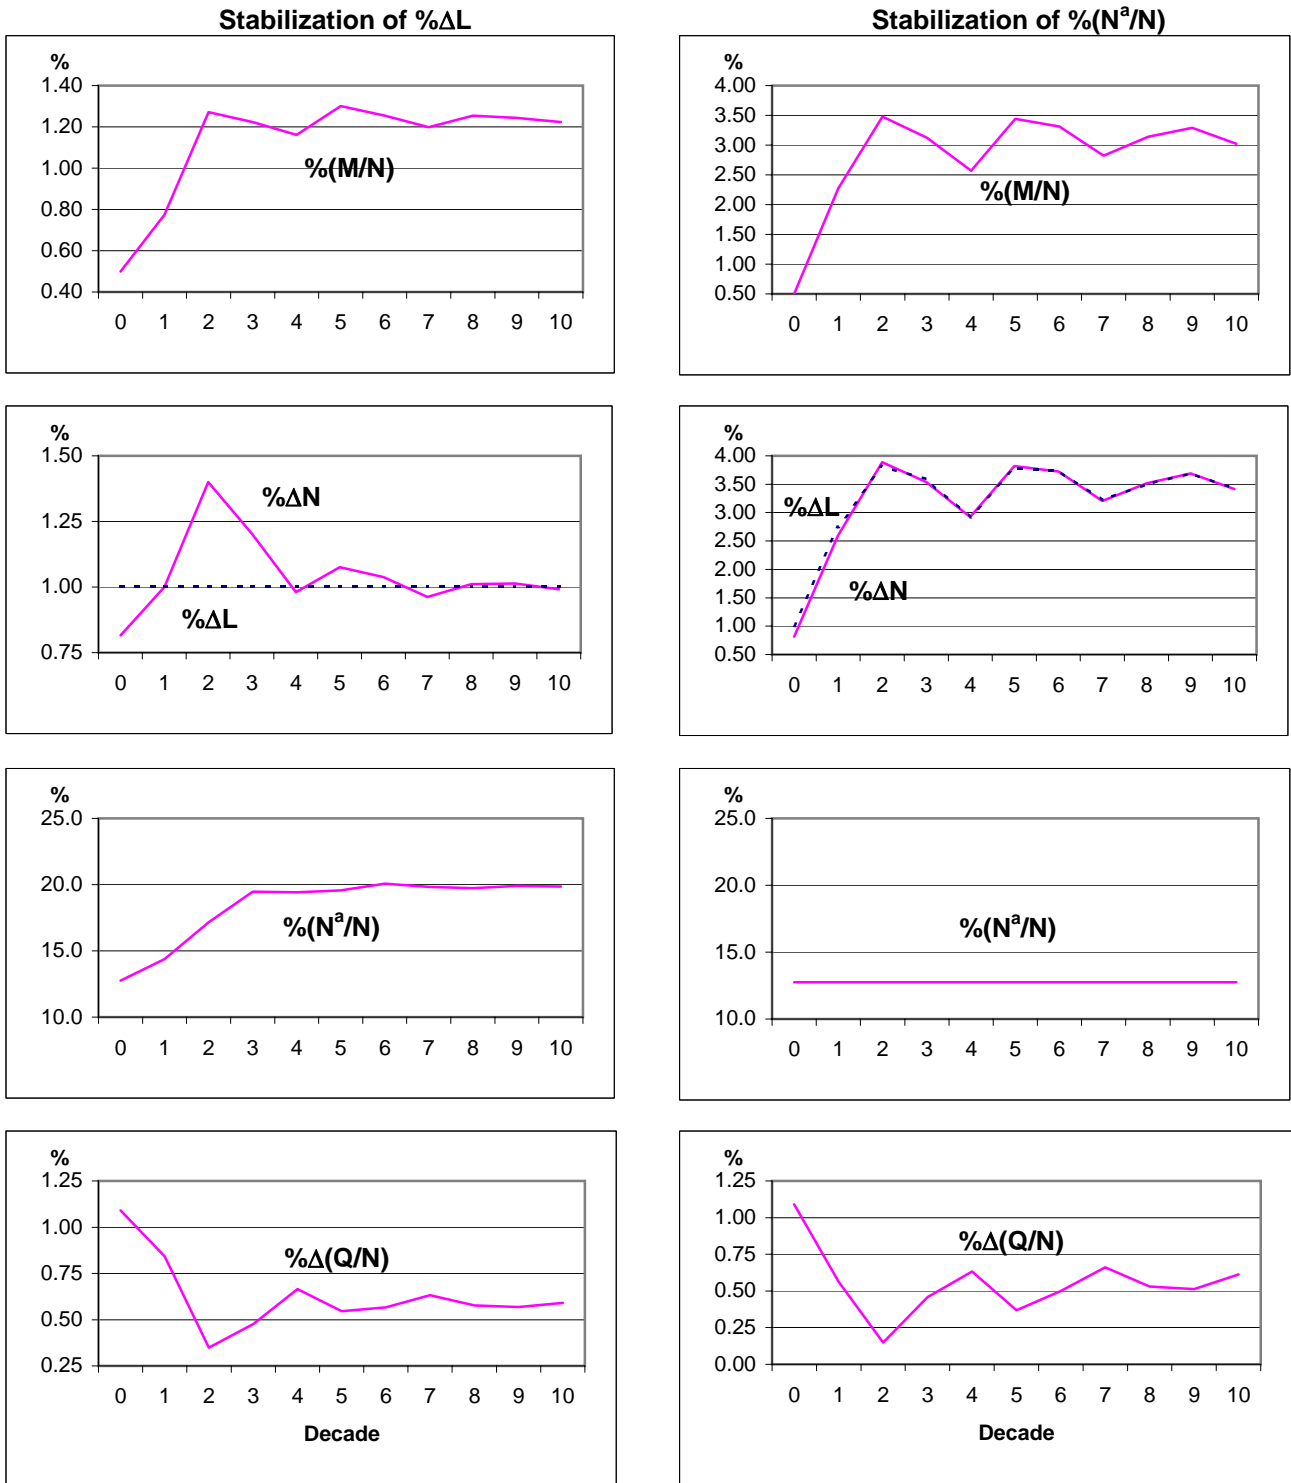 Stabilization of %ΔL
%
1.40
1.20
1.00
0.80
0.60
0.40
%(M/N)
0 1 2 3 4 5 6 7 8 9 10
%
1.50
1.25
1.00
0.75
%ΔN
%ΔL
0 1 2 3 4 5 6 7 8 9 10
%
25.0
20.0
15.0
10.0
%(Nᵃ/N)
0 1 2 3 4 5 6 7 8 9 10
%
1.25
1.00
0.75
0.50
0.25
%Δ(Q/N)
0 1 2 3 4 5 6 7 8 9 10
Decade
Stabilization of %(Nᵃ/N)
%
4.00
3.50
3.00
2.50
2.00
1.50
1.00
0.50
%(M/N)
0 1 2 3 4 5 6 7 8 9 10
%
4.00
3.50
3.00
2.50
2.00
1.50
1.00
0.50
%ΔL
%ΔN
0 1 2 3 4 5 6 7 8 9 10
%
25.0
20.0
15.0
10.0
%(Nᵃ/N)
0 1 2 3 4 5 6 7 8 9 10
%
1.25
1.00
0.75
0.50
0.25
0.00
%Δ(Q/N)
0 1 2 3 4 5 6 7 8 9 10
Decade